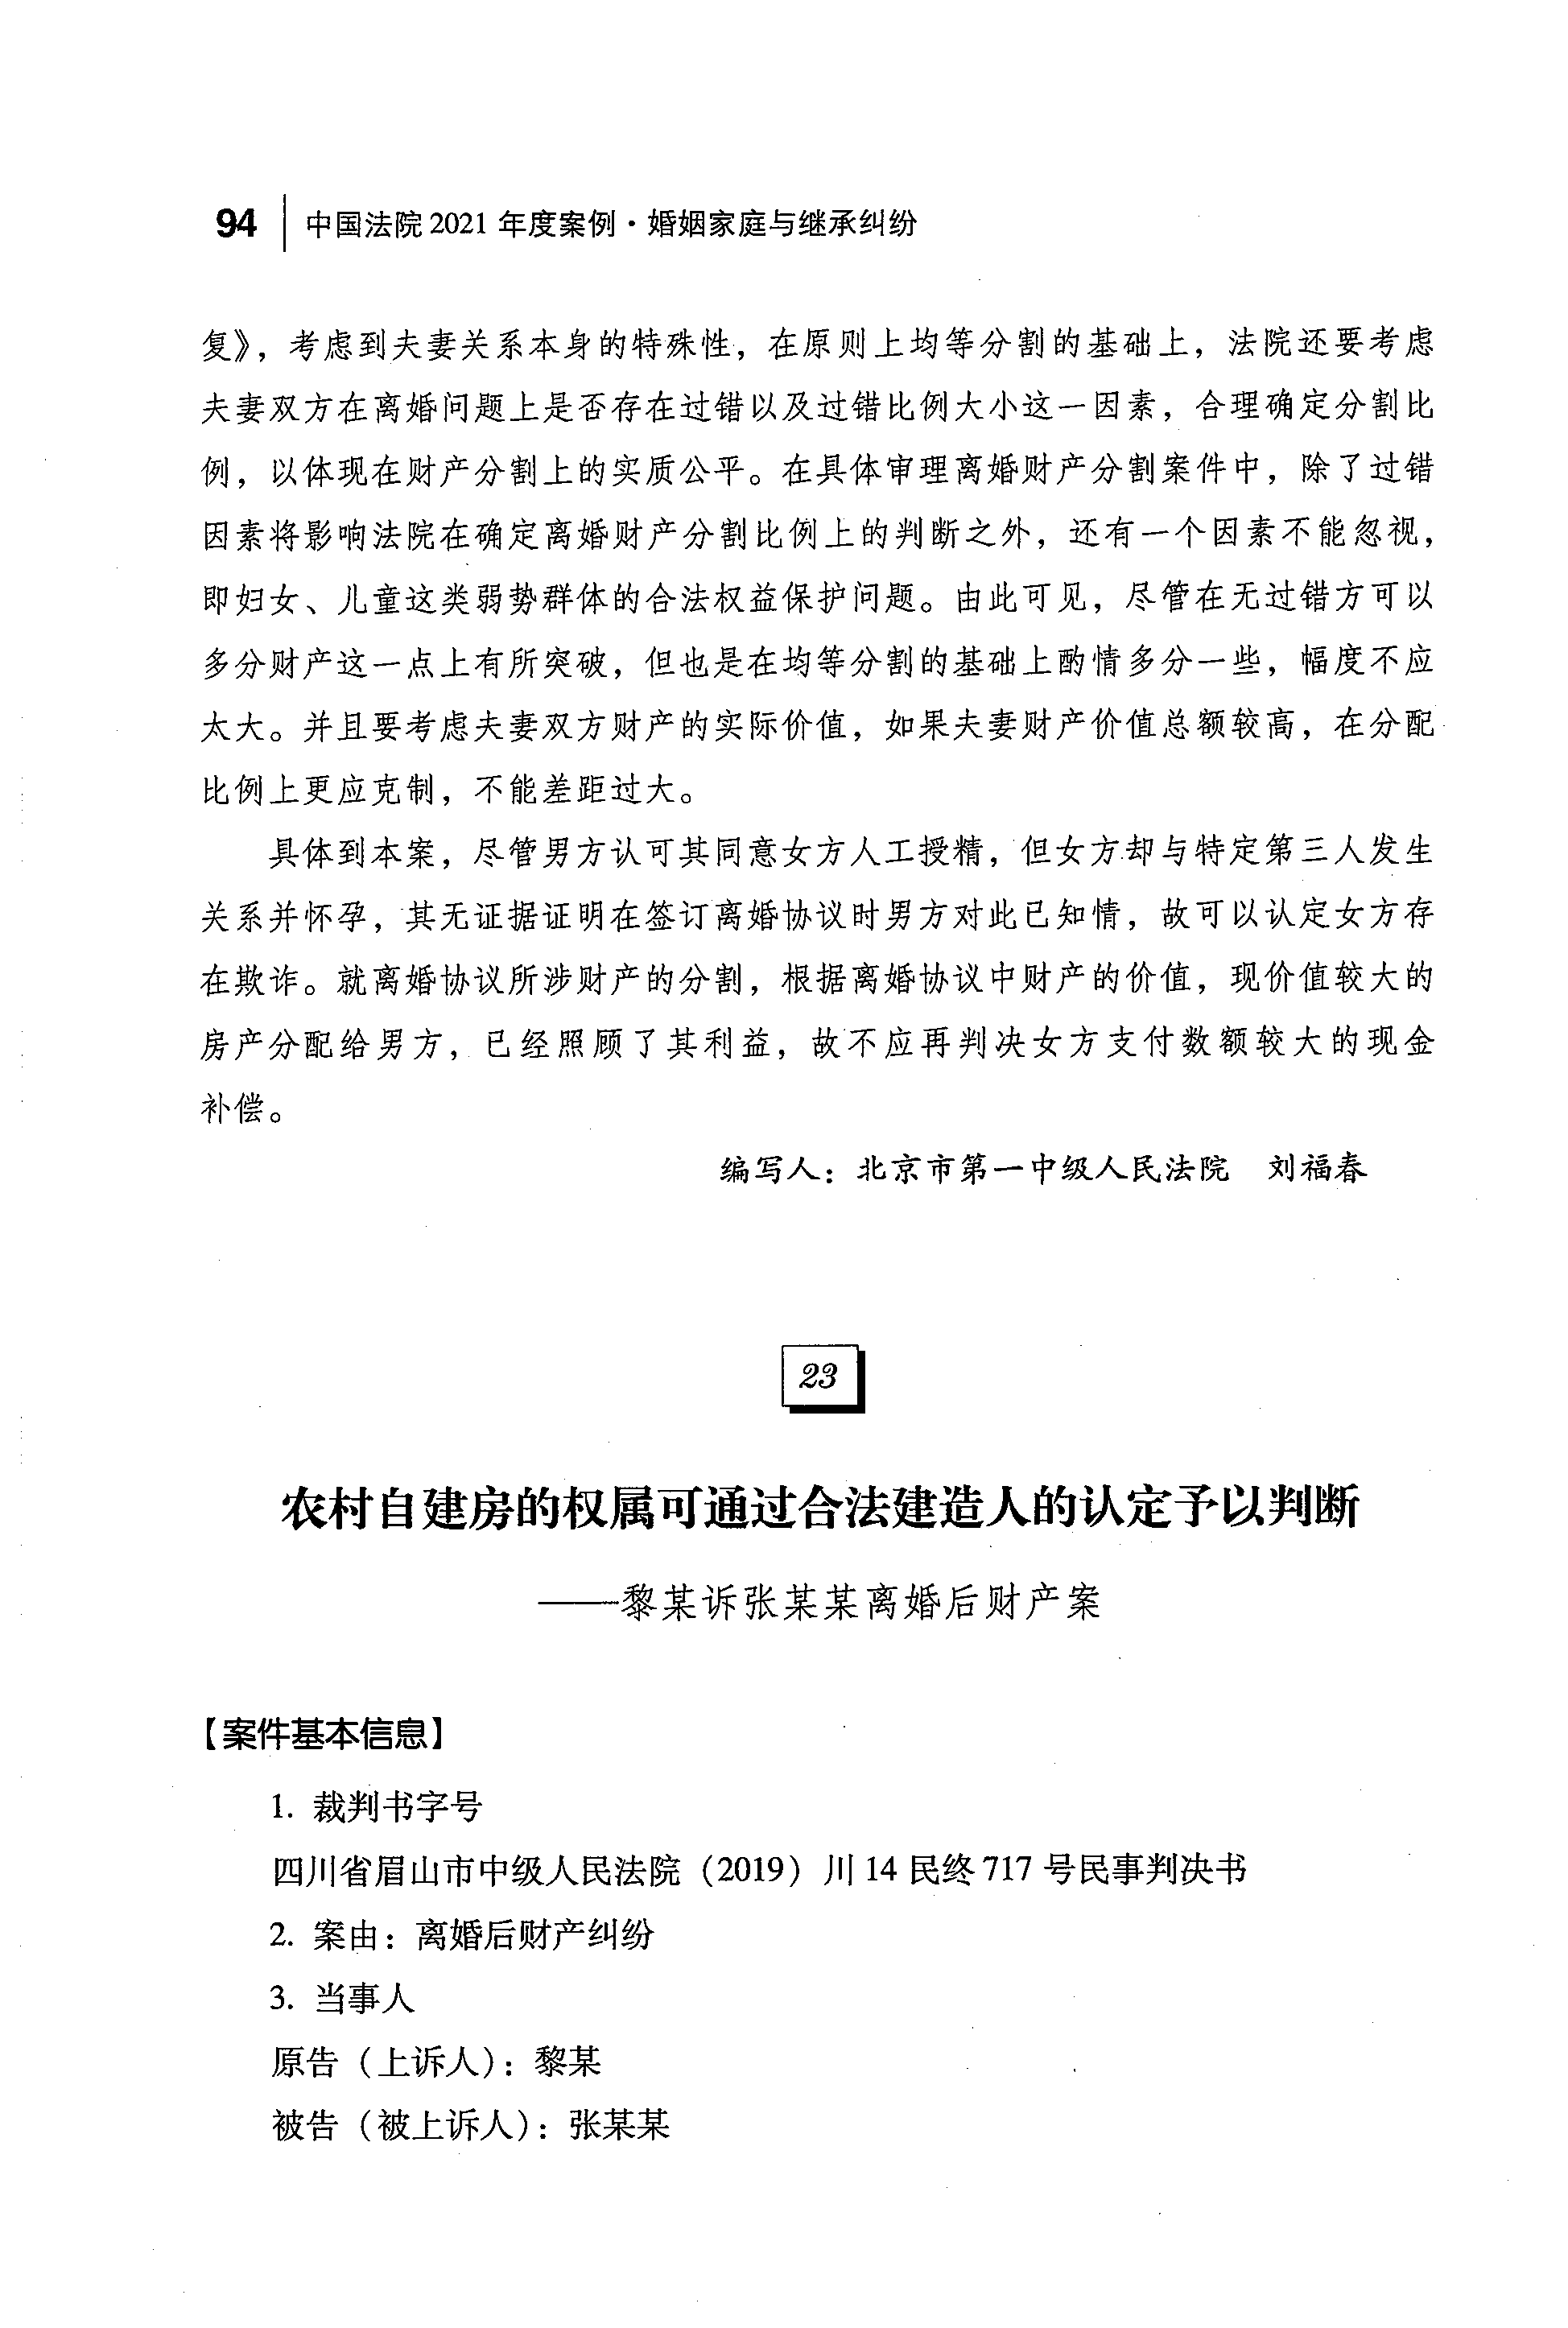 94 中国法院2021年度案例·婚姻家庭与继承纠纷
复》，考虑到夫妻关系本身的特殊性，在原则上均等分割的基础上，法院还要考虑
夫妻双方在离婚问题上是否存在过错以及过错比例大小这一因素，合理确定分割比
例，以体现在财产分割上的实质公平。在具体审理离婚财产分割案件中，除了过错
因素将影响法院在确定离婚财产分割比例上的判断之外，还有一个因素不能忽视，
即妇女、儿童这类弱势群体的合法权益保护问题。由此可见，尽管在无过错方可以
多分财产这一点上有所突破，但也是在均等分割的基础上酌情多分一些，幅度不应
太大。并且要考虑夫妻双方财产的实际价值，如果夫妻财产价值总额较高，在分配
比例上更应克制，不能差距过大。
具体到本案，尽管男方认可其同意女方人工授精，但女方却与特定第三人发生
关系并怀孕，其无证据证明在签订离婚协议时男方对此已知情，故可以认定女方存
在欺诈。就离婚协议所涉财产的分割，根据离婚协议中财产的价值，现价值较大的
房产分配给男方，已经照顾了其利益，故不应再判决女方支付数额较大的现金
补偿。
编写人：北京市第一中级人民法院 刘福春
23
农村自建房的权属可通过合法建造人的认定予以判断
——黎某诉张某某离婚后财产案
【案件基本信息】
1. 裁判书字号
四川省眉山市中级人民法院（2019）川14民终717号民事判决书
2. 案由：离婚后财产纠纷
3. 当事人
原告（上诉人）：黎某
被告（被上诉人）：张某某